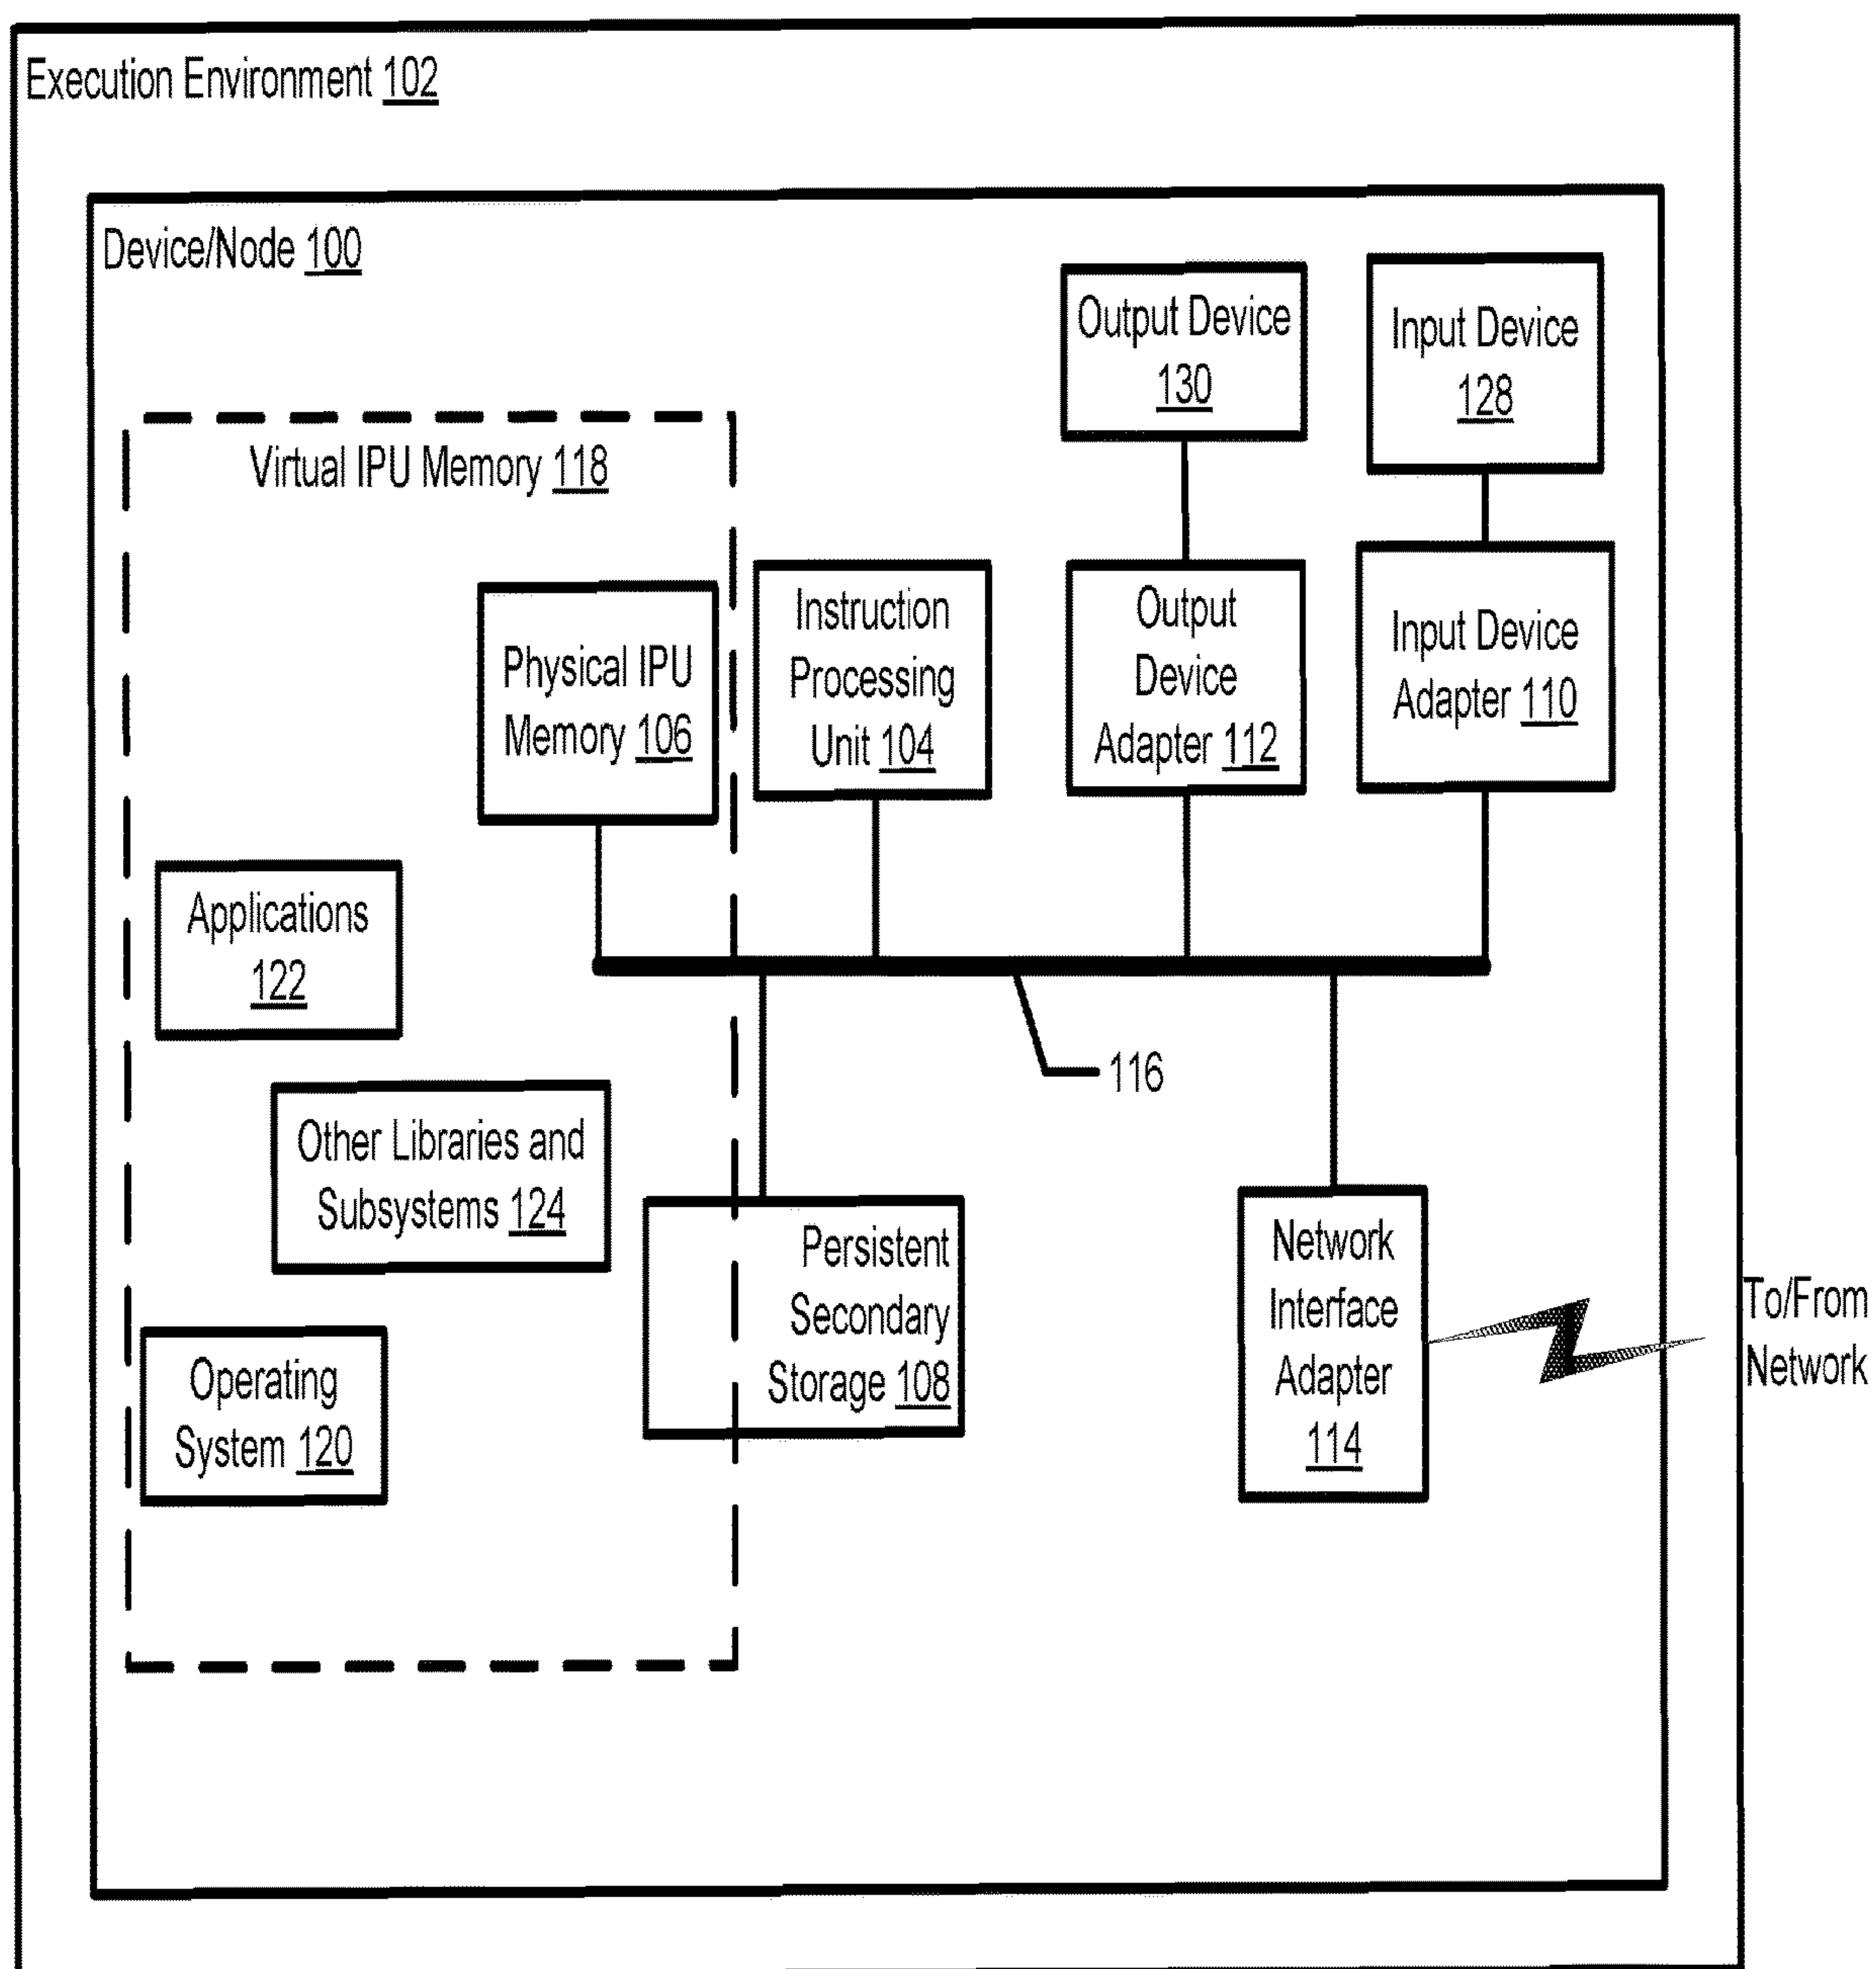 Execution Environment 102
Device/Node 100
Output Device
130
Input Device
128
Virtual IPU Memory 118
Physical IPU
Memory 106
Instruction
Processing
Unit 104
Output
Device
Adapter 112
Input Device
Adapter 110
Applications
122
116
Other Libraries and
Subsystems 124
Persistent
Secondary
Storage 108
Network
Interface
Adapter
114
To/From
Network
Operating
System 120